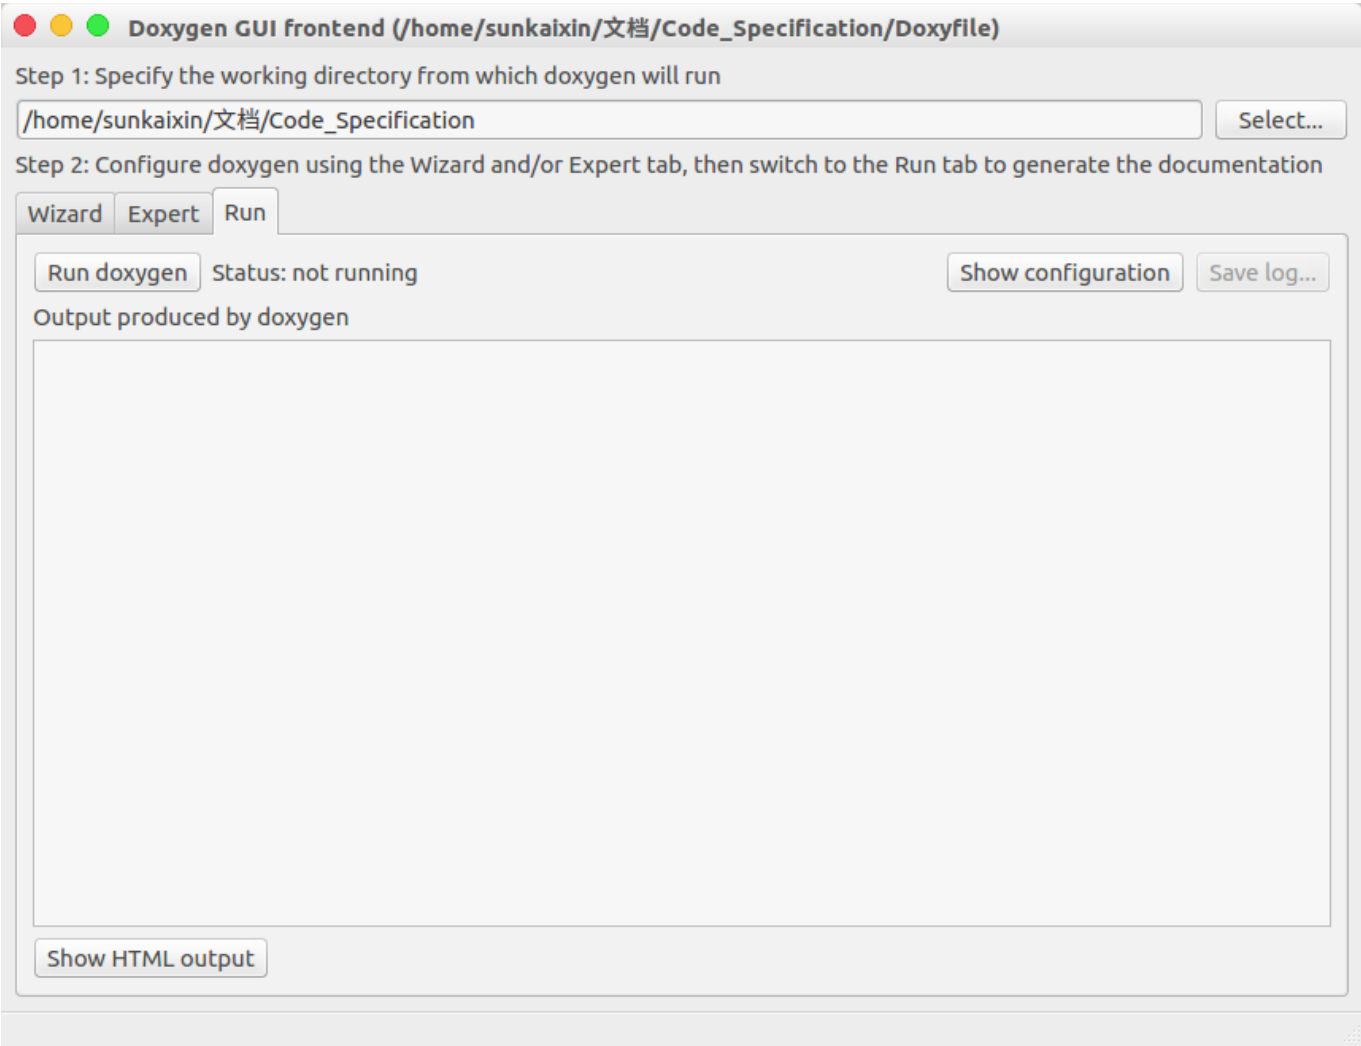 Doxygen GUI frontend (/home/sunkaixin/文档/Code_Specification/Doxyfile)
Step 1: Specify the working directory from which doxygen will run
/home/sunkaixin/文档/Code_Specification
Select...
Step 2: Configure doxygen using the Wizard and/or Expert tab, then switch to the Run tab to generate the documentation
Wizard Expert Run
Run doxygen Status: not running Show configuration Save log...
Output produced by doxygen
Show HTML output